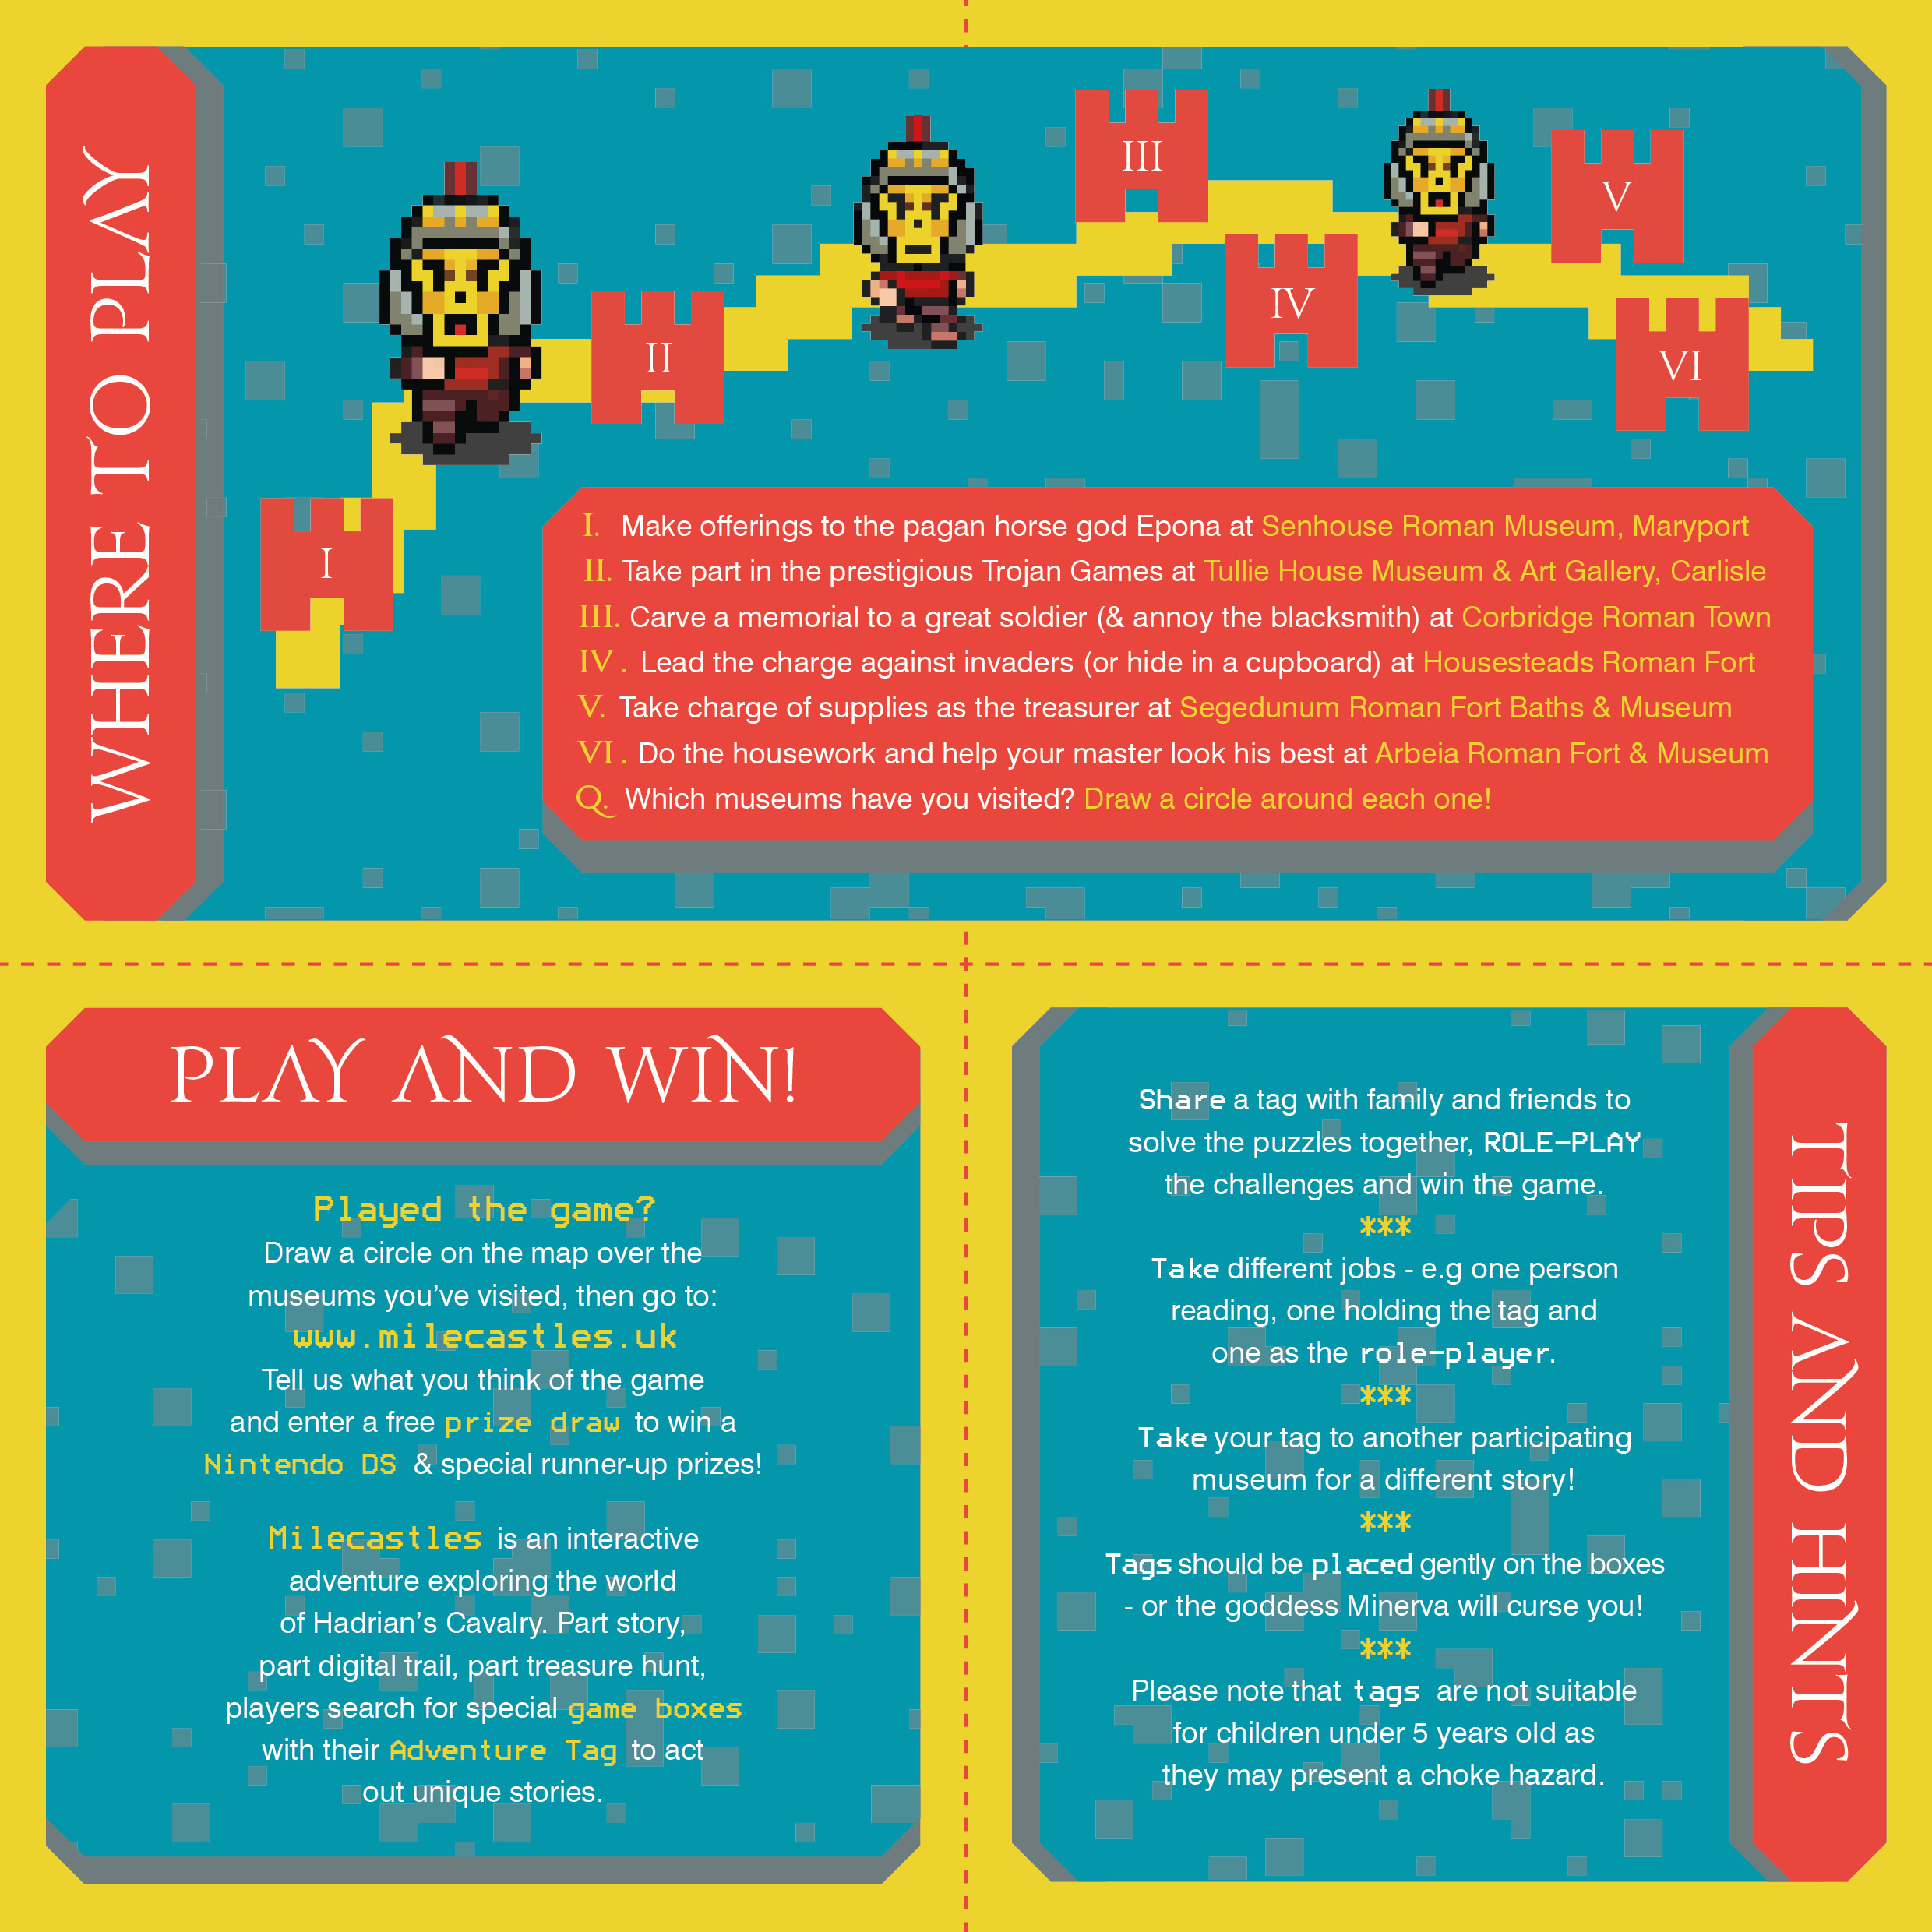 WHERE TO PLAY
I
II
III
IV
V
VI
I. Make offerings to the pagan horse god Epona at Senhouse Roman Museum, Maryport
II. Take part in the prestigious Trojan Games at Tullie House Museum & Art Gallery, Carlisle
III. Carve a memorial to a great soldier (& annoy the blacksmith) at Corbridge Roman Town
IV. Lead the charge against invaders (or hide in a cupboard) at Housesteads Roman Fort
V. Take charge of supplies as the treasurer at Segedunum Roman Fort Baths & Museum
VI. Do the housework and help your master look his best at Arbeia Roman Fort & Museum
Q. Which museums have you visited? Draw a circle around each one!
PLAY AND WIN!
Played the game?
Draw a circle on the map over the
museums you've visited, then go to:
www.milecastles.uk
Tell us what you think of the game
and enter a free prize draw to win a
Nintendo DS & special runner-up prizes!
Milecastles is an interactive
adventure exploring the world
of Hadrian's Cavalry. Part story,
part digital trail, part treasure hunt,
players search for special game boxes
with their Adventure Tag to act
out unique stories.
TIPS AND HINTS
Share a tag with family and friends to
solve the puzzles together, ROLE-PLAY
the challenges and win the game.
***
Take different jobs - e.g one person
reading, one holding the tag and
one as the role-player.
***
Take your tag to another participating
museum for a different story!
***
Tags should be placed gently on the boxes
- or the goddess Minerva will curse you!
***
Please note that tags are not suitable
for children under 5 years old as
they may present a choke hazard.